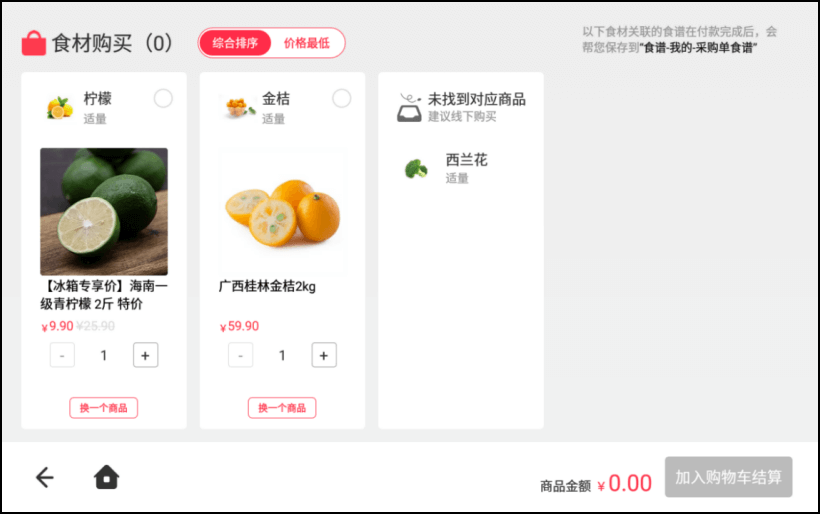 食材购买（0）
综合排序
价格最低
以下食材关联的食谱在付款完成后，会
帮您保存到“食谱-我的-采购单食谱”
柠檬
适量
【冰箱专享价】海南一
级青柠檬 2斤 特价
¥9.90 ¥25.90
- 1 +
换一个商品
金桔
适量
广西桂林金桔2kg
¥59.90
- 1 +
换一个商品
未找到对应商品
建议线下购买
西兰花
适量
商品金额 ¥0.00
加入购物车结算